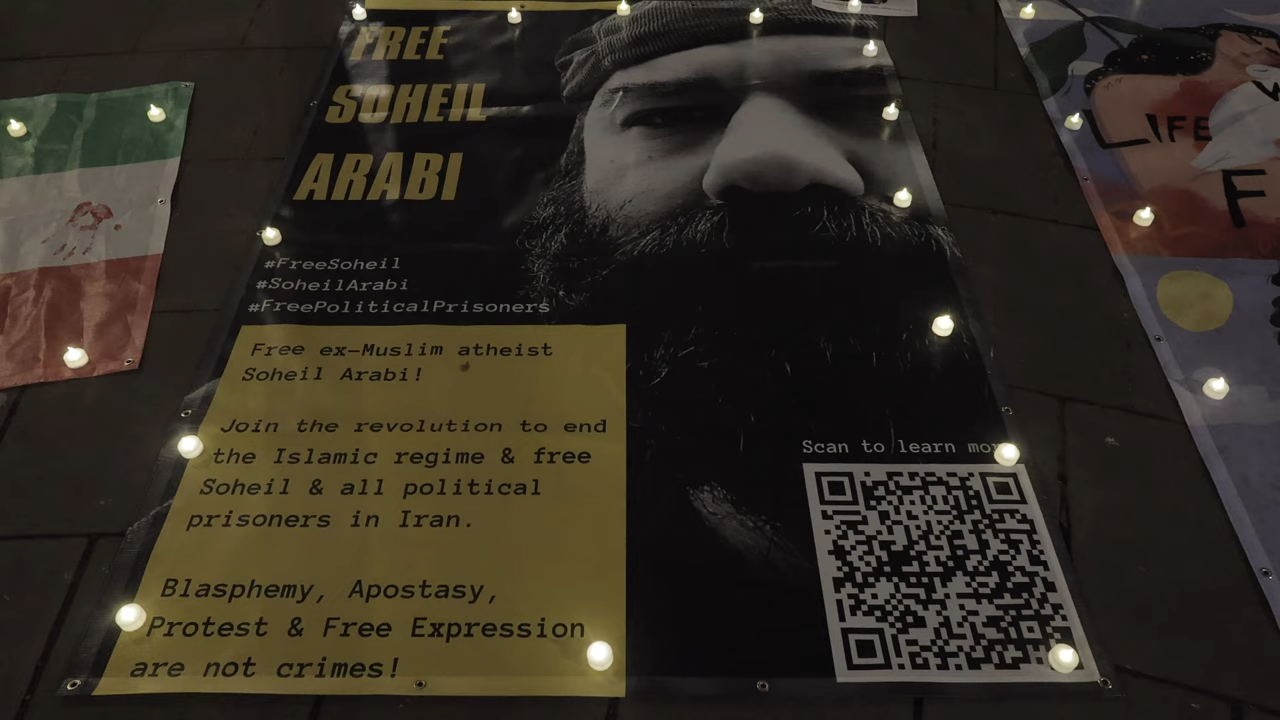 FREE
SOHEIL
ARABI
#FreeSoheil
#SoheilArabi
#FreePoliticalPrisoners
Free ex-Muslim atheist
Soheil Arabi!
Join the revolution to end
the Islamic regime & free
Soheil & all political
prisoners in Iran.
Blasphemy, Apostasy,
Protest & Free Expression
are not crimes!
Scan to learn more
LIFE